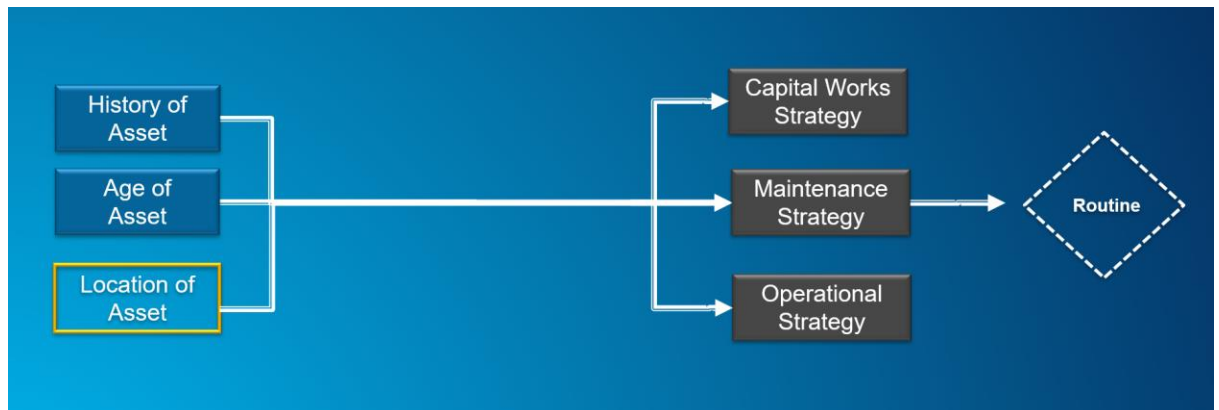 History of
Asset
Age of
Asset
Location of
Asset
Capital Works
Strategy
Maintenance
Strategy
Operational
Strategy
Routine